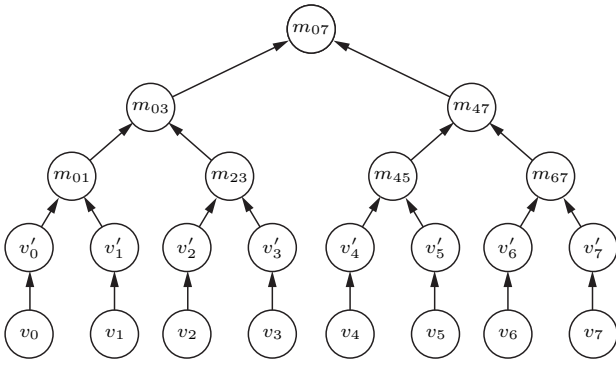 m₀₇
m₀₃ m₄₇
m₀₁ m₂₃ m₄₅ m₆₇
v′₀ v′₁ v′₂ v′₃ v′₄ v′₅ v′₆ v′₇
v₀ v₁ v₂ v₃ v₄ v₅ v₆ v₇